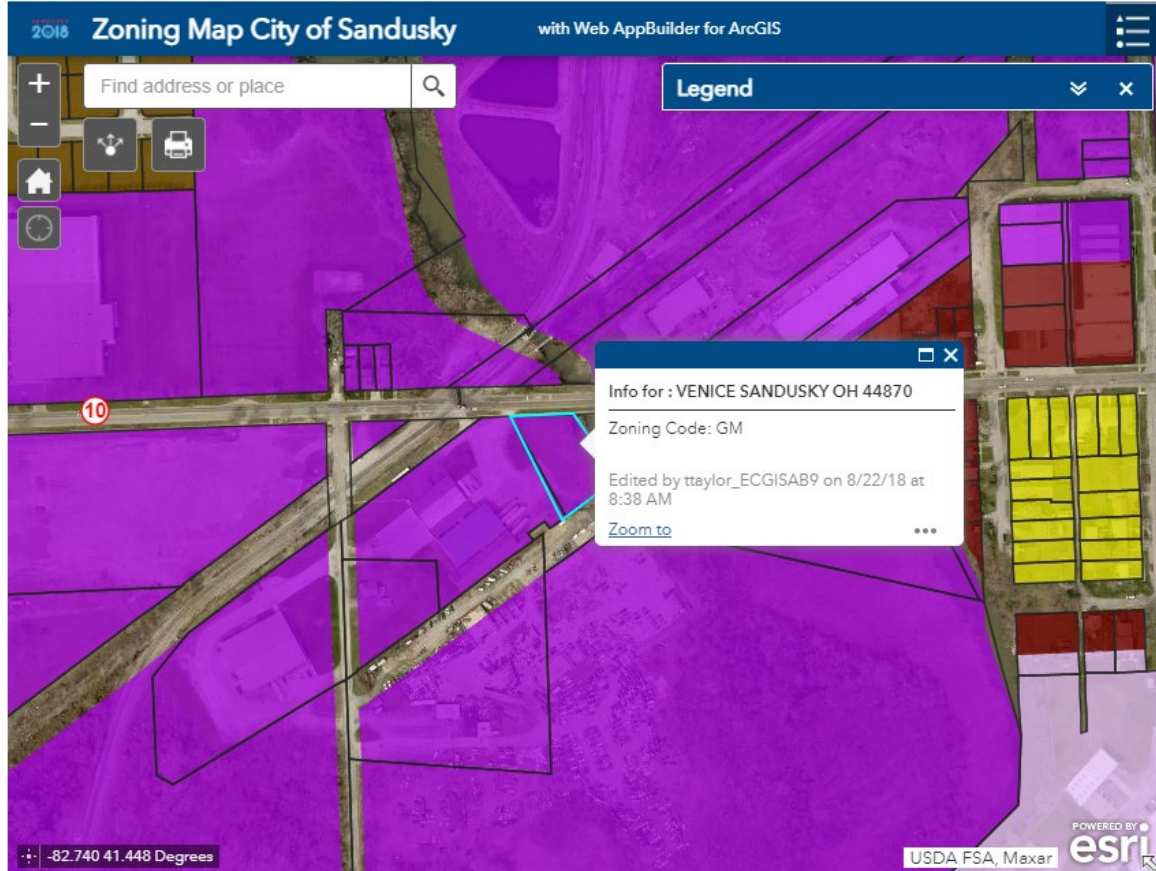 SANDUSKY
2018
Zoning Map City of Sandusky
with Web AppBuilder for ArcGIS
+
Find address or place
Legend
−
10
Info for : VENICE SANDUSKY OH 44870
Zoning Code: GM
Edited by ttaylor_ECGISAB9 on 8/22/18 at
8:38 AM
Zoom to
-82.740 41.448 Degrees
USDA FSA, Maxar
POWERED BY
esri